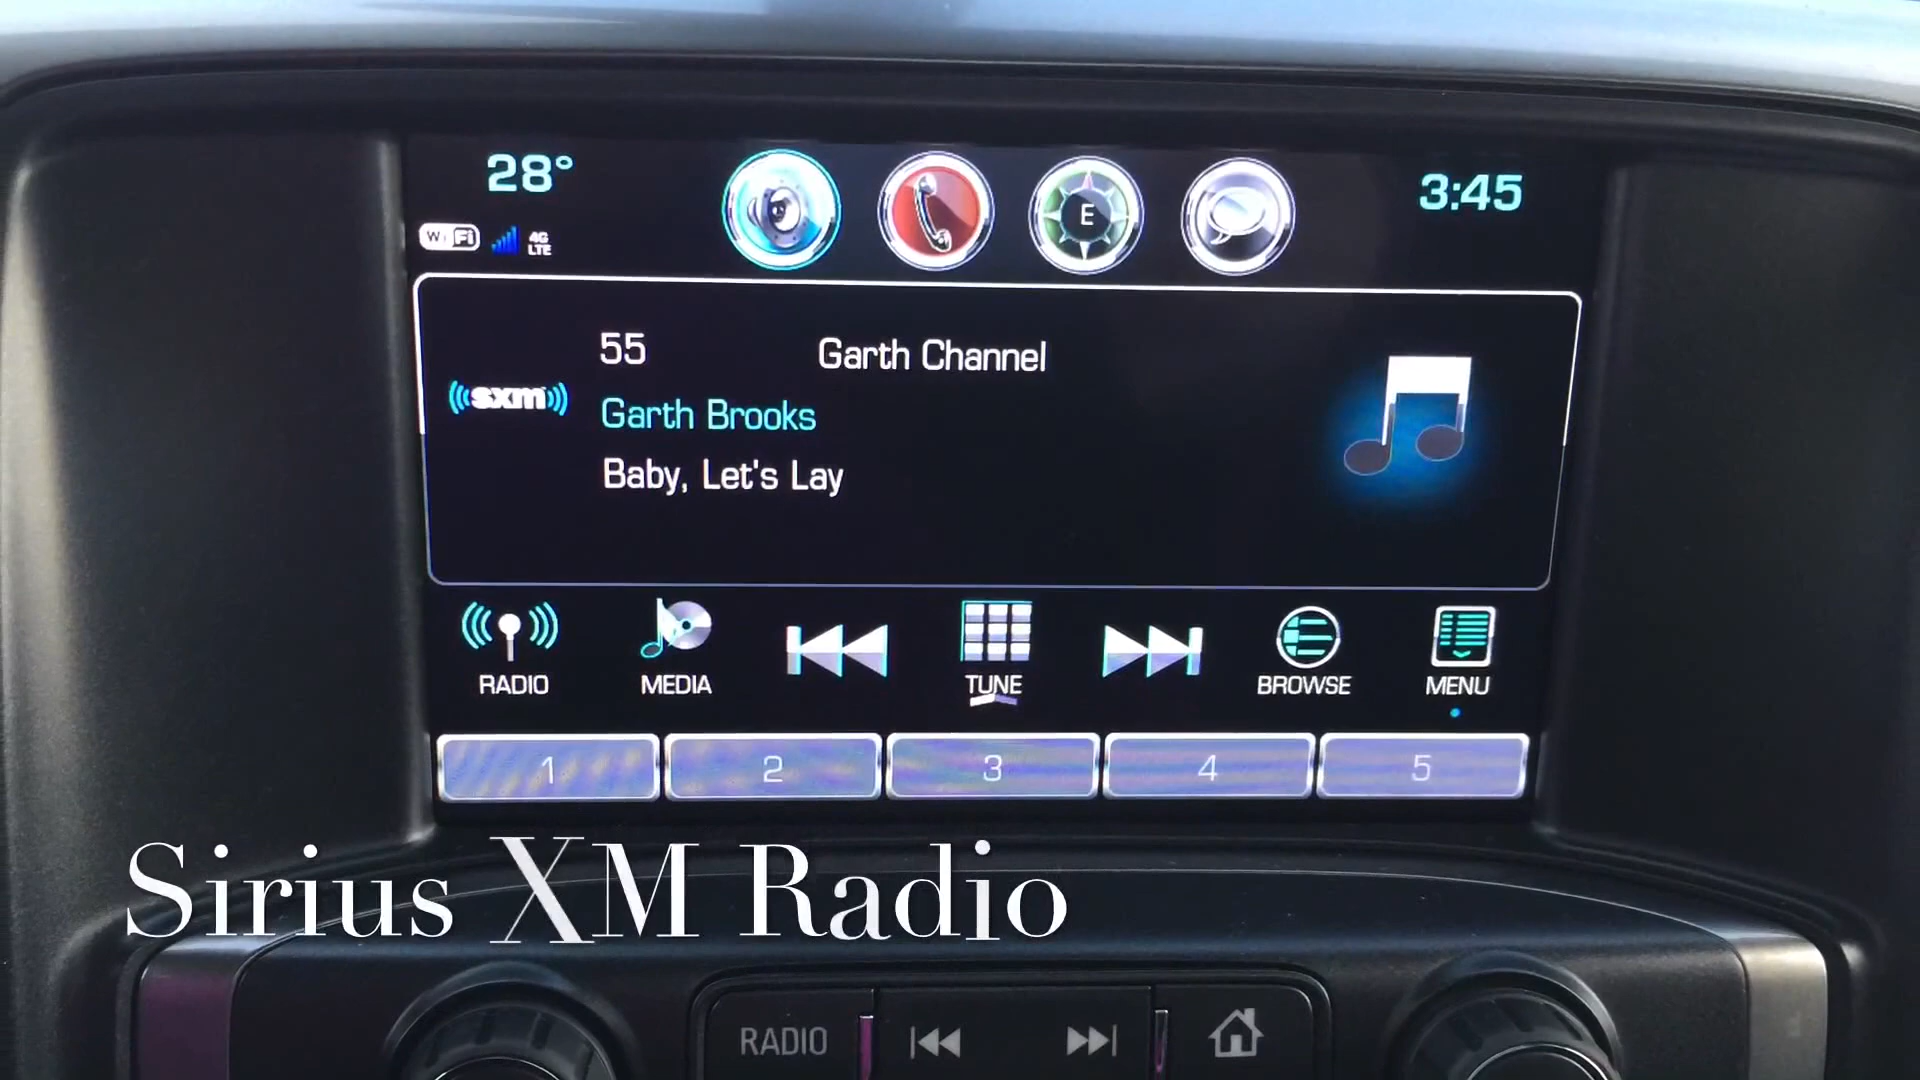 28°
3:45
WiFi
4G
LTE
E
55
Garth Channel
sxm
Garth Brooks
Baby, Let's Lay
RADIO
MEDIA
TUNE
BROWSE
MENU
1
2
3
4
5
Sirius XM Radio
RADIO